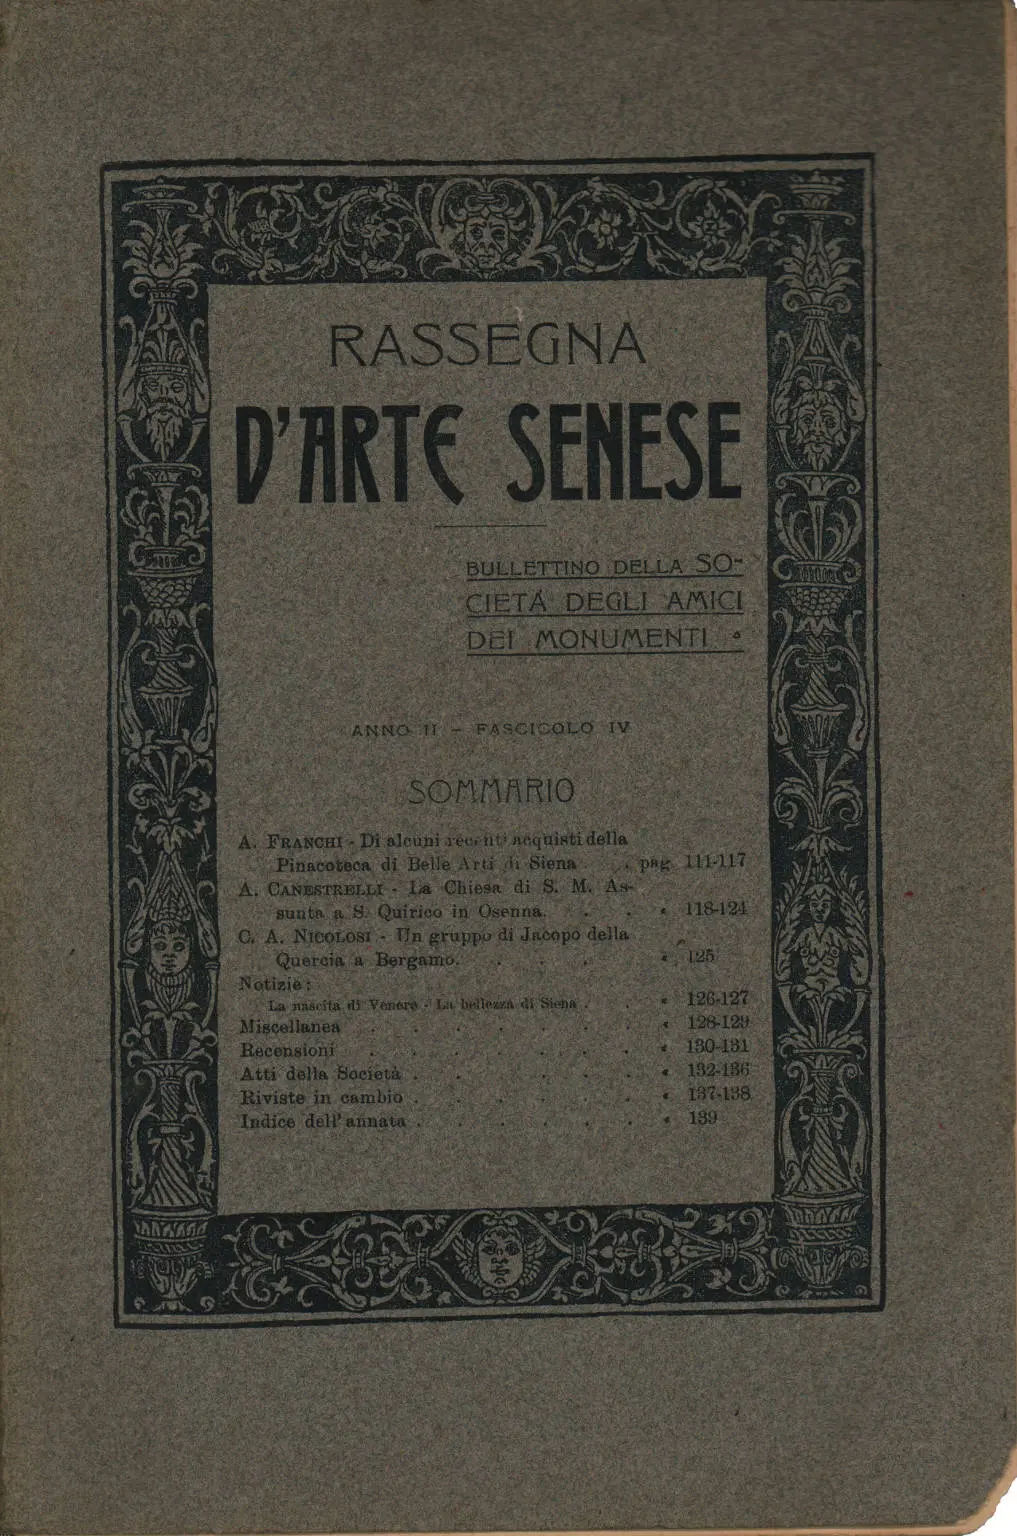 RASSEGNA
D'ARTE SENESE
BULLETTINO DELLA SO-
CIETÁ DEGLI AMICI
DEI MONUMENTI
ANNO II - FASCICOLO IV
SOMMARIO
A. FRANCHI - Di alcuni recenti acquisti della
Pinacoteca di Belle Arti di Siena . pag. 111-117
A. CANESTRELLI - La Chiesa di S. M. As-
sunta a S. Quirico in Osenna. . . « 118-124
C. A. NICOLOSI - Un gruppo di Jacopo della
Quercia a Bergamo. . . . . « 125
Notizie:
La nascita di Venere - La bellezza di Siena . . « 126-127
Miscellanea . . . . . . . « 128-129
Recensioni . . . . . . . « 130-131
Atti della Società . . . . . . « 132-136
Riviste in cambio . . . . . . « 137-138
Indice dell'annata . . . . . . « 139